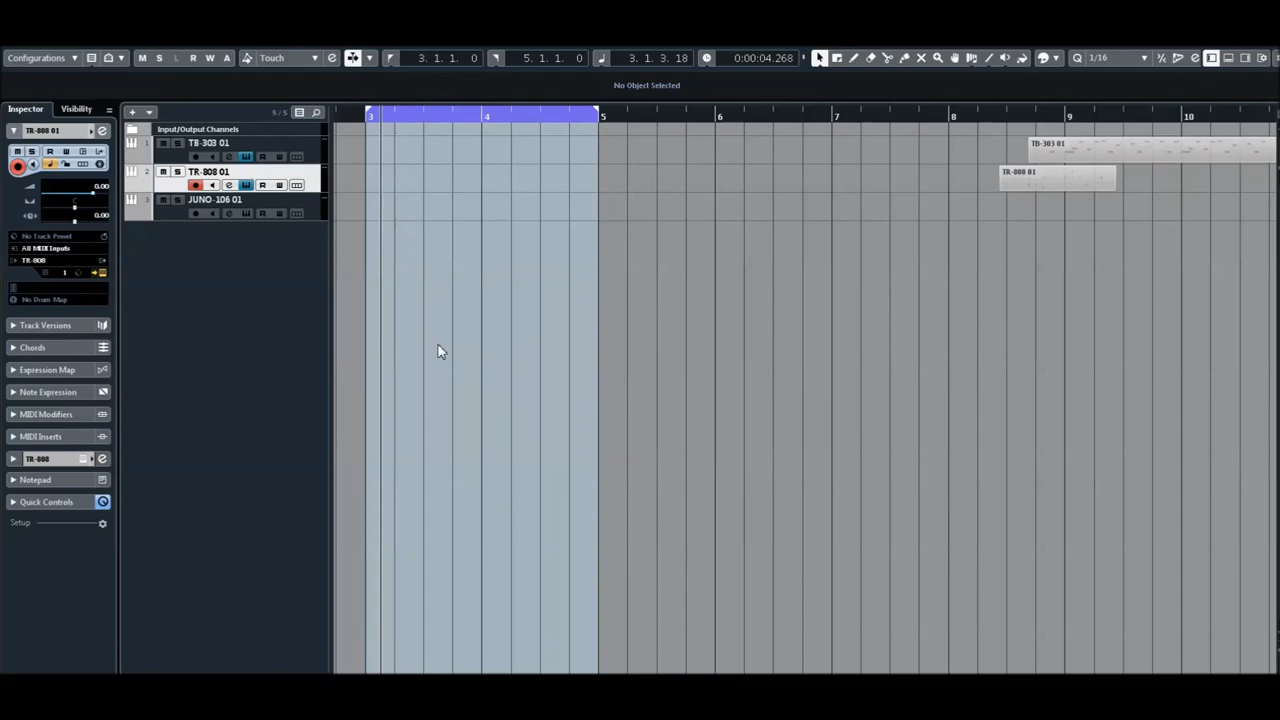 Configurations M S L R W A Touch 3. 1. 1. 0 5. 1. 1. 0 3. 1. 3. 18 0:00:04.268 Q 1/16
No Object Selected
Inspector Visibility
5 / 5
3 4 5 6 7 8 9 10
TR-808 01
Input/Output Channels
M S
1 TB-303 01
TB-303 01
R W
R W
2 TR-808 01
TR-808 01
R W
0.00
3 JUNO-106 01
R W
0.00
No Track Preset
All MIDI Inputs
TR-808
1
No Drum Map
Track Versions
Chords
Expression Map
Note Expression
MIDI Modifiers
MIDI Inserts
TR-808
Notepad
Quick Controls
Setup